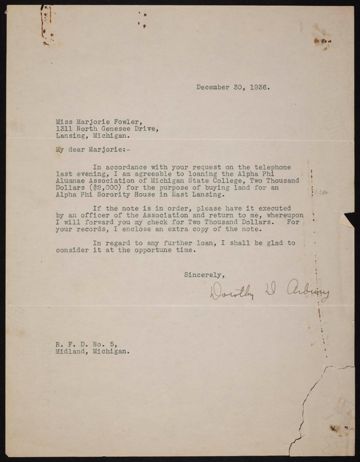 December 30, 1936.
Miss Marjorie Fowler,
1311 North Genesee Drive,
Lansing, Michigan.
My dear Marjorie:-
In accordance with your request on the telephone
last evening, I am agreeable to loaning the Alpha Phi
Alumnae Association of Michigan State College, Two Thousand
Dollars ($2,000) for the purpose of buying land for an
Alpha Phi Sorority House in East Lansing.
If the note is in order, please have it executed
by an officer of the Association and return to me, whereupon
I will forward you my check for Two Thousand Dollars. For
your records, I enclose an extra copy of the note.
In regard to any further loan, I shall be glad to
consider it at the opportune time.
Sincerely,
Dorothy D Arbury
R. F. D. No. 5,
Midland, Michigan.